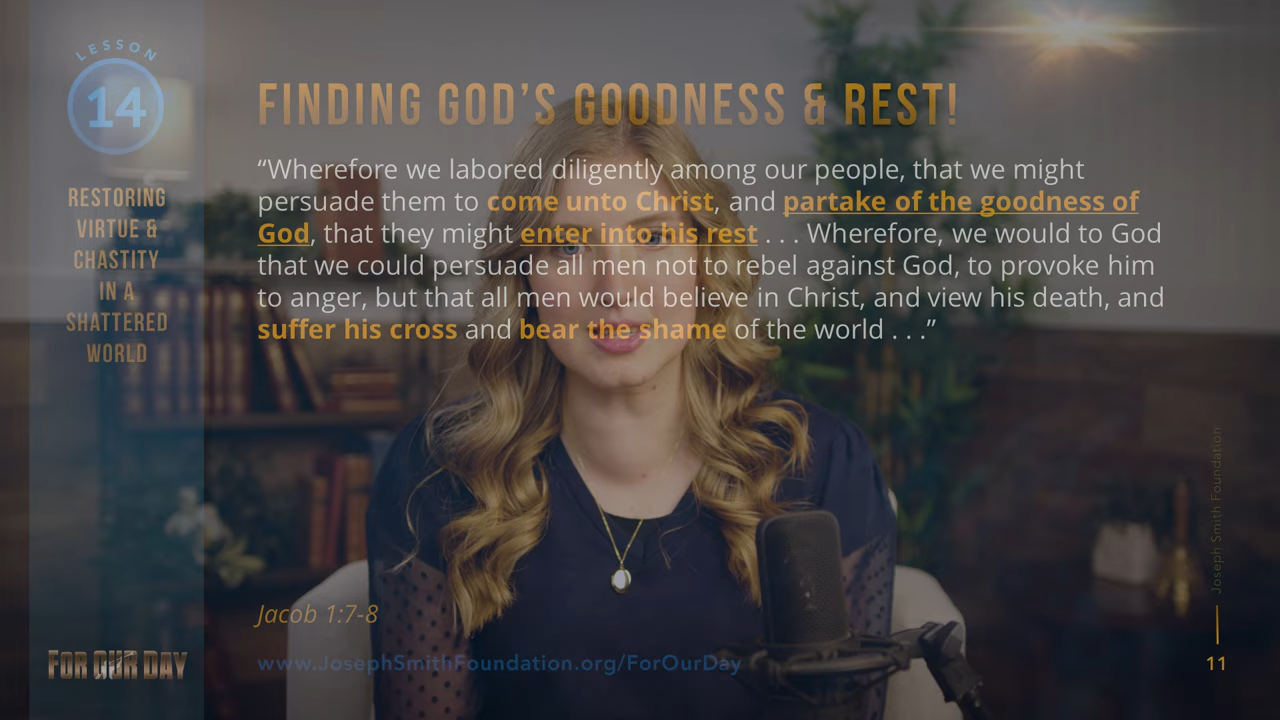 LESSON
14
RESTORING
VIRTUE &
CHASTITY
IN A
SHATTERED
WORLD
FOR OUR DAY
FINDING GOD’S GOODNESS & REST!
“Wherefore we labored diligently among our people, that we might
persuade them to come unto Christ, and partake of the goodness of
God, that they might enter into his rest . . . Wherefore, we would to God
that we could persuade all men not to rebel against God, to provoke him
to anger, but that all men would believe in Christ, and view his death, and
suffer his cross and bear the shame of the world . . .”
Jacob 1:7-8
www.JosephSmithFoundation.org/ForOurDay
Joseph Smith Foundation
11